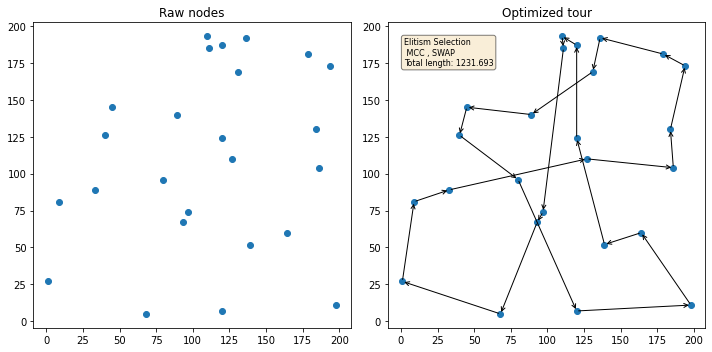 Raw nodes
200
175
150
125
100
75
50
25
0
0 25 50 75 100 125 150 175 200
Optimized tour
Elitism Selection
MCC , SWAP
Total length: 1231.693
200
175
150
125
100
75
50
25
0
0 25 50 75 100 125 150 175 200